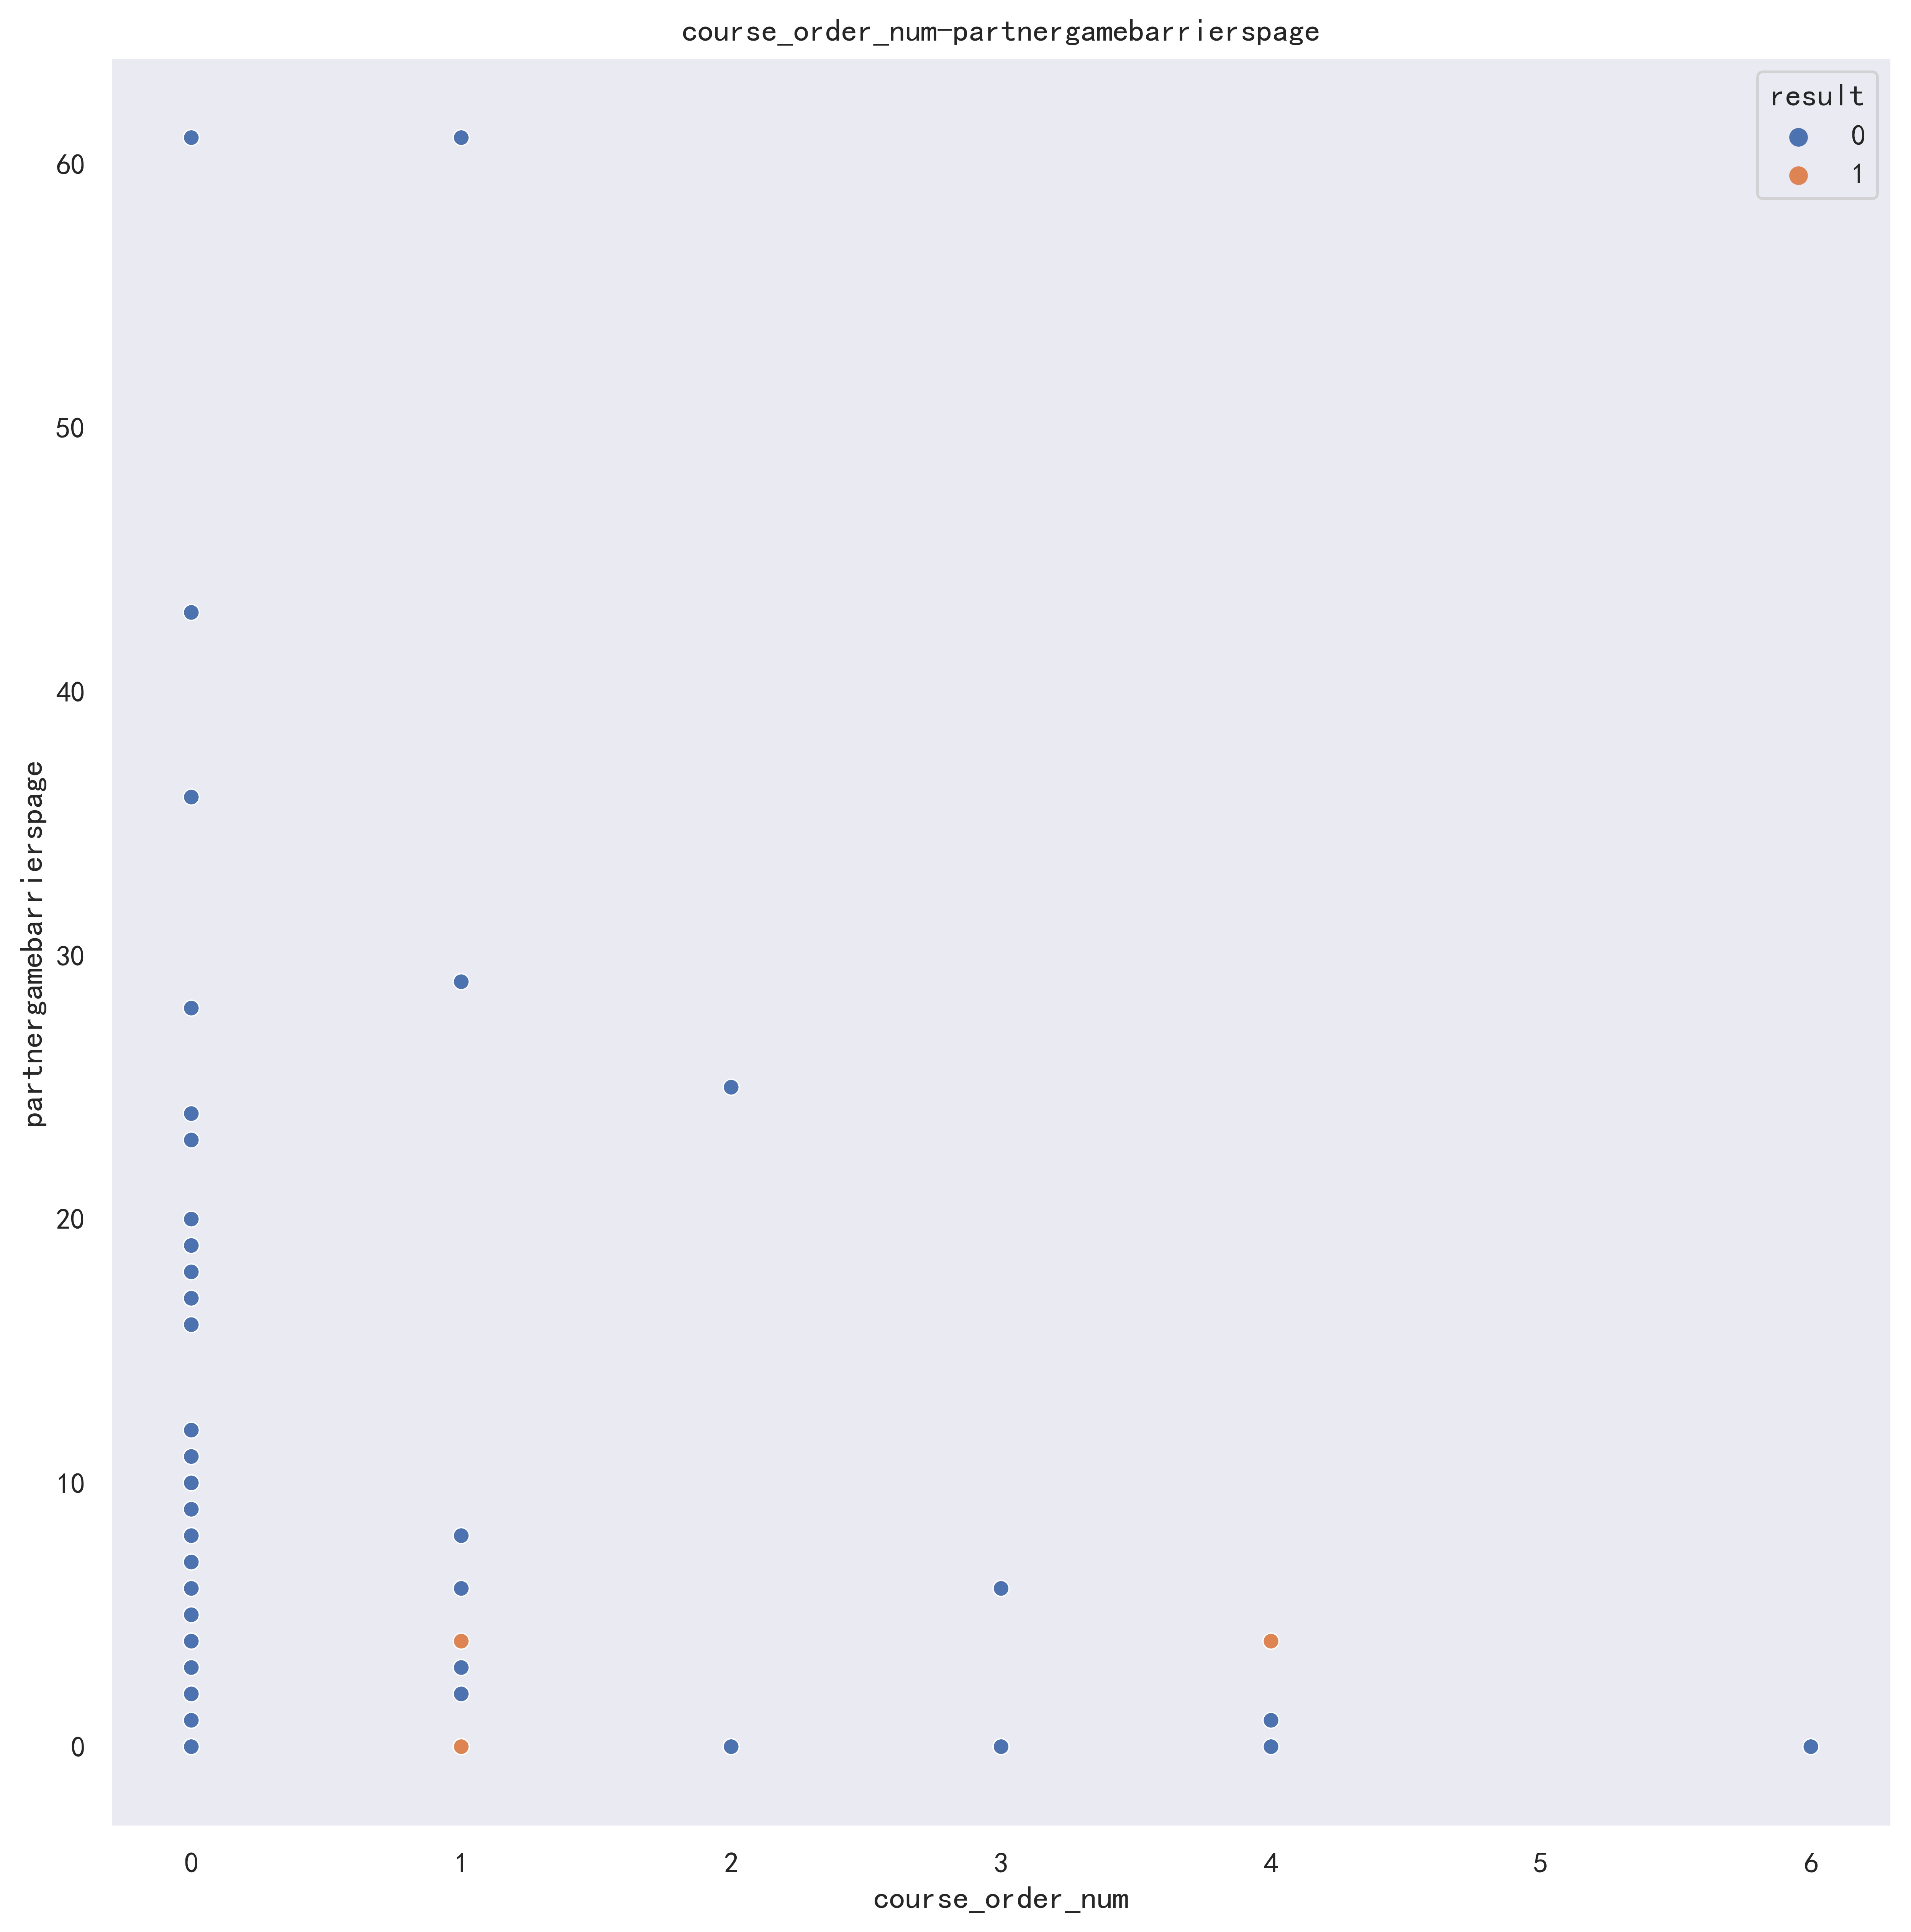 course_order_num-partnergamebarrierspage
result
0
1
60
50
40
30
20
10
0
partnergamebarrierspage
0 1 2 3 4 5 6
course_order_num